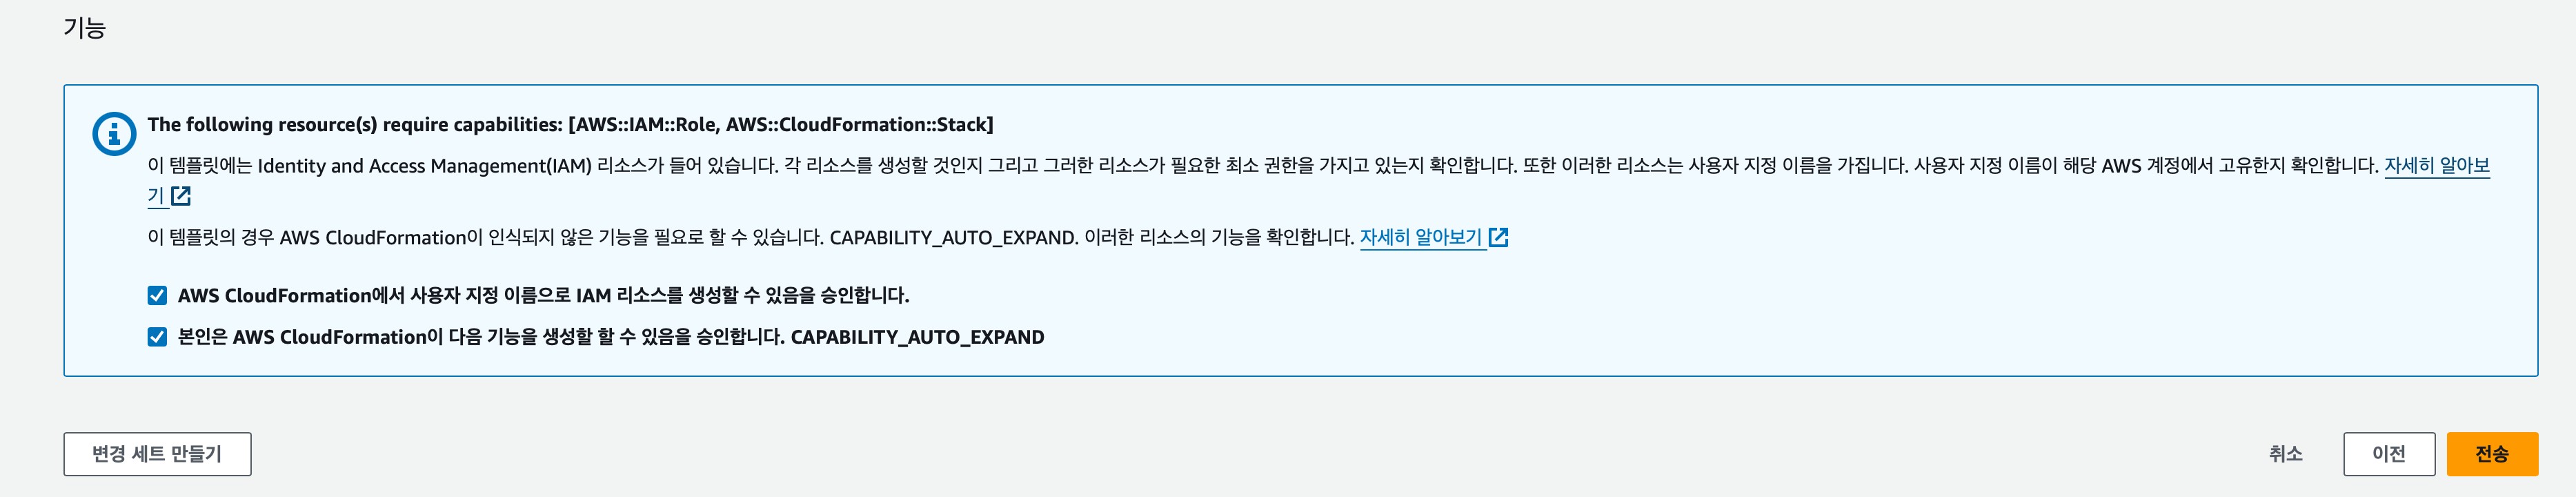 기능
The following resource(s) require capabilities: [AWS::IAM::Role, AWS::CloudFormation::Stack]
이 템플릿에는 Identity and Access Management(IAM) 리소스가 들어 있습니다. 각 리소스를 생성할 것인지 그리고 그러한 리소스가 필요한 최소 권한을 가지고 있는지 확인합니다. 또한 이러한 리소스는 사용자 지정 이름을 가집니다. 사용자 지정 이름이 해당 AWS 계정에서 고유한지 확인합니다. 자세히 알아보
기
이 템플릿의 경우 AWS CloudFormation이 인식되지 않은 기능을 필요로 할 수 있습니다. CAPABILITY_AUTO_EXPAND. 이러한 리소스의 기능을 확인합니다. 자세히 알아보기
AWS CloudFormation에서 사용자 지정 이름으로 IAM 리소스를 생성할 수 있음을 승인합니다.
본인은 AWS CloudFormation이 다음 기능을 생성할 할 수 있음을 승인합니다. CAPABILITY_AUTO_EXPAND
변경 세트 만들기
취소
이전
전송